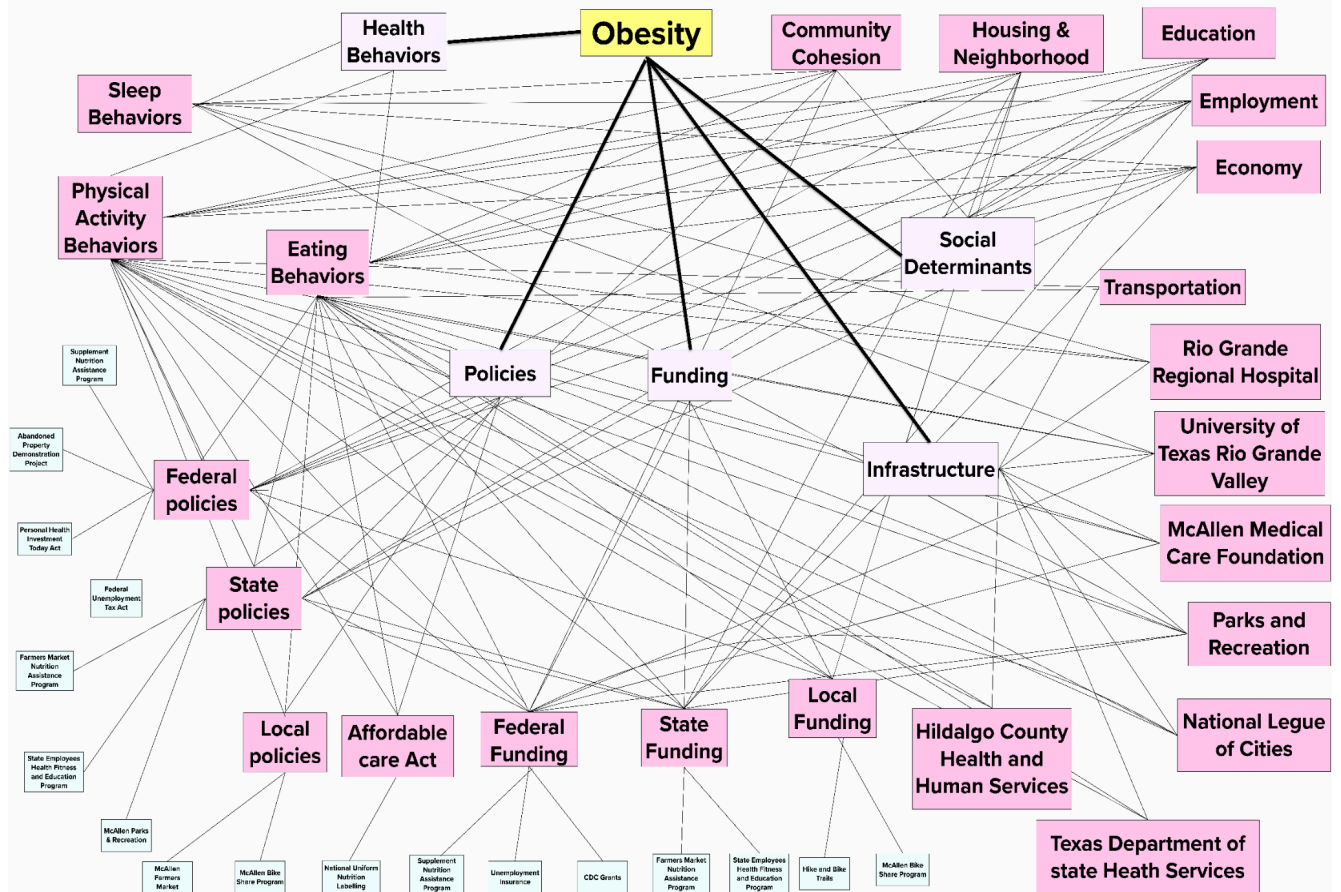 Health
Behaviors
Obesity
Community
Cohesion
Housing &
Neighborhood
Education
Sleep
Behaviors
Employment
Economy
Physical
Activity
Behaviors
Eating
Behaviors
Social
Determinants
Transportation
Supplement
Nutrition
Assistance
Program
Policies
Funding
Rio Grande
Regional Hospital
Abandoned
Property
Demonstration
Project
Federal
policies
Infrastructure
University of
Texas Rio Grande
Valley
Personal Health
Investment
Today Act
McAllen Medical
Care Foundation
Federal
Unemployment
Tax Act
State
policies
Parks and
Recreation
Farmers Market
Nutrition
Assistance
Program
Local
policies
Affordable
care Act
Federal
Funding
State
Funding
Local
Funding
Hildalgo County
Health and
Human Services
National Legue
of Cities
State Employees
Health Fitness
and Education
Program
McAllen Parks
& Recreation
Texas Department of
state Heath Services
McAllen
Farmers
Market
McAllen Bike
Share Program
National Uniform
Nutrition
Labelling
Supplement
Nutrition
Assistance
Program
Unemployment
Insurance
CDC Grants
Farmers Market
Nutrition
Assistance
Program
State Employees
Health Fitness
and Education
Program
Hike and Bike
Trails
McAllen Bike
Share Program